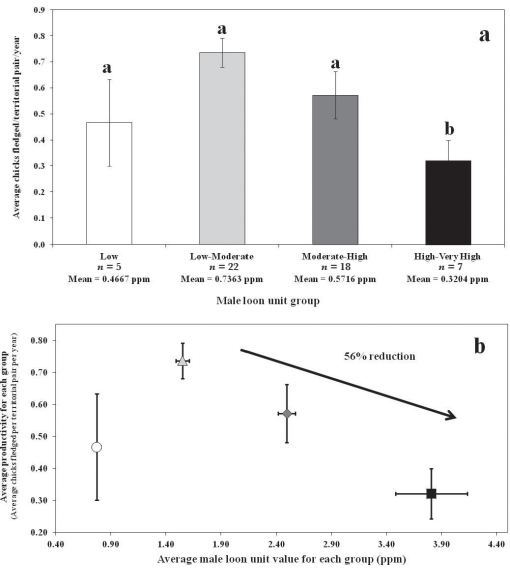 0.9
0.8
0.7
0.6
0.5
0.4
0.3
0.2
0.1
0.0
Average chicks fledged/territorial pair/year
a
a
a
a
b
Low
n = 5
Mean = 0.4667 ppm
Low-Moderate
n = 22
Mean = 0.7363 ppm
Moderate-High
n = 18
Mean = 0.5716 ppm
High-Very High
n = 7
Mean = 0.3204 ppm
Male loon unit group
0.80
0.70
0.60
0.50
0.40
0.30
0.20
Average productivity for each group
(Average chicks fledged per territorial pair per year)
56% reduction
b
0.40 0.90 1.40 1.90 2.40 2.90 3.40 3.90 4.40
Average male loon unit value for each group (ppm)